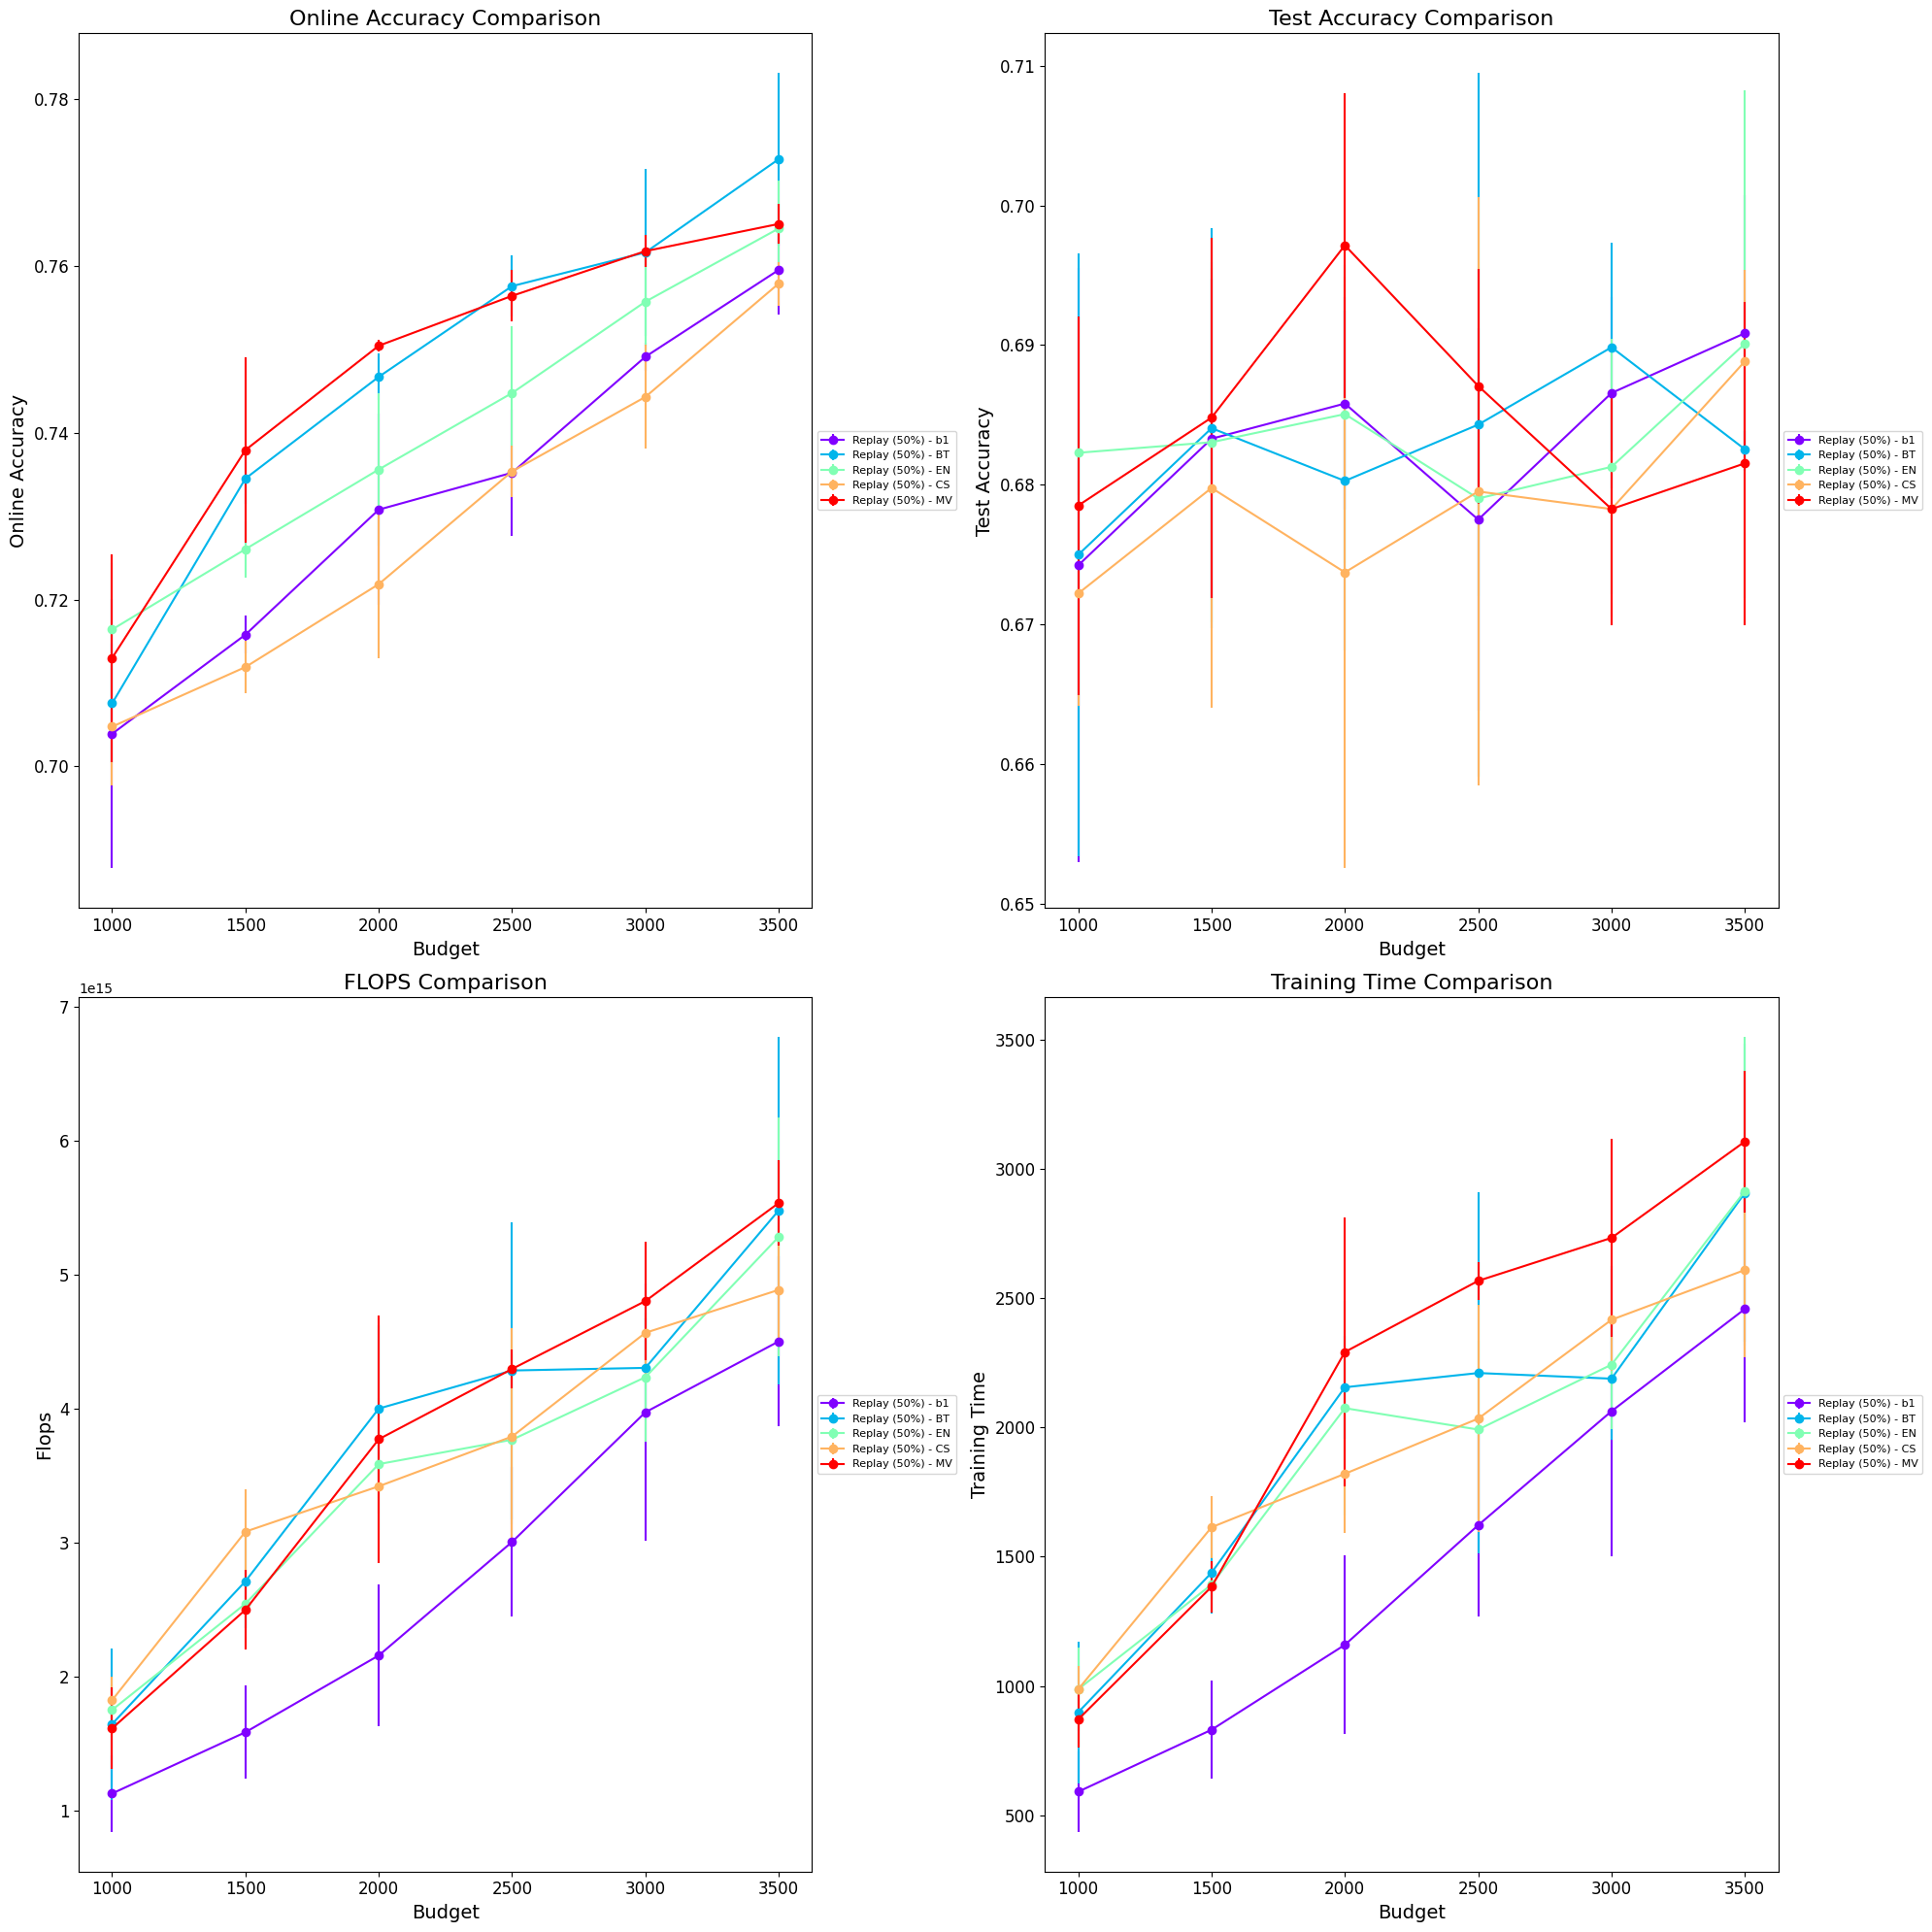 Online Accuracy Comparison
Online Accuracy
0.78
0.76
0.74
0.72
0.70
1000 1500 2000 2500 3000 3500
Budget
Replay (50%) - b1
Replay (50%) - BT
Replay (50%) - EN
Replay (50%) - CS
Replay (50%) - MV
Test Accuracy Comparison
Test Accuracy
0.71
0.70
0.69
0.68
0.67
0.66
0.65
1000 1500 2000 2500 3000 3500
Budget
Replay (50%) - b1
Replay (50%) - BT
Replay (50%) - EN
Replay (50%) - CS
Replay (50%) - MV
FLOPS Comparison
1e15
Flops
7
6
5
4
3
2
1
1000 1500 2000 2500 3000 3500
Budget
Replay (50%) - b1
Replay (50%) - BT
Replay (50%) - EN
Replay (50%) - CS
Replay (50%) - MV
Training Time Comparison
Training Time
3500
3000
2500
2000
1500
1000
500
1000 1500 2000 2500 3000 3500
Budget
Replay (50%) - b1
Replay (50%) - BT
Replay (50%) - EN
Replay (50%) - CS
Replay (50%) - MV